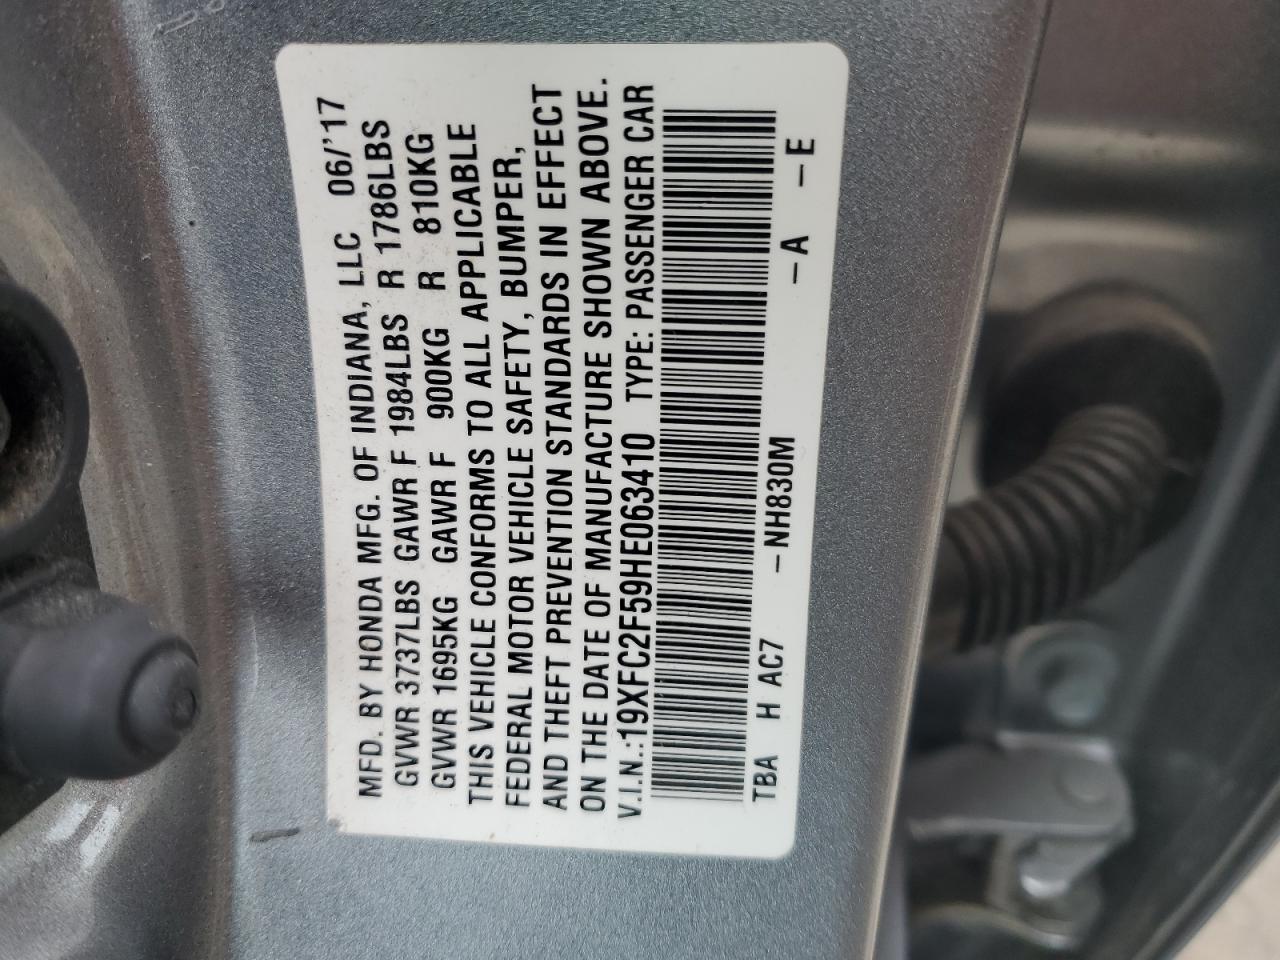 MFD. BY HONDA MFG. OF INDIANA, LLC 06/'17
GVWR 3737LBS GAWR F 1984LBS R 1786LBS
GVWR 1695KG GAWR F 900KG R 810KG
THIS VEHICLE CONFORMS TO ALL APPLICABLE
FEDERAL MOTOR VEHICLE SAFETY, BUMPER,
AND THEFT PREVENTION STANDARDS IN EFFECT
ON THE DATE OF MANUFACTURE SHOWN ABOVE.
V.I.N.:19XFC2F59HE063410 TYPE: PASSENGER CAR
TBA H AC7 –NH830M –A –E